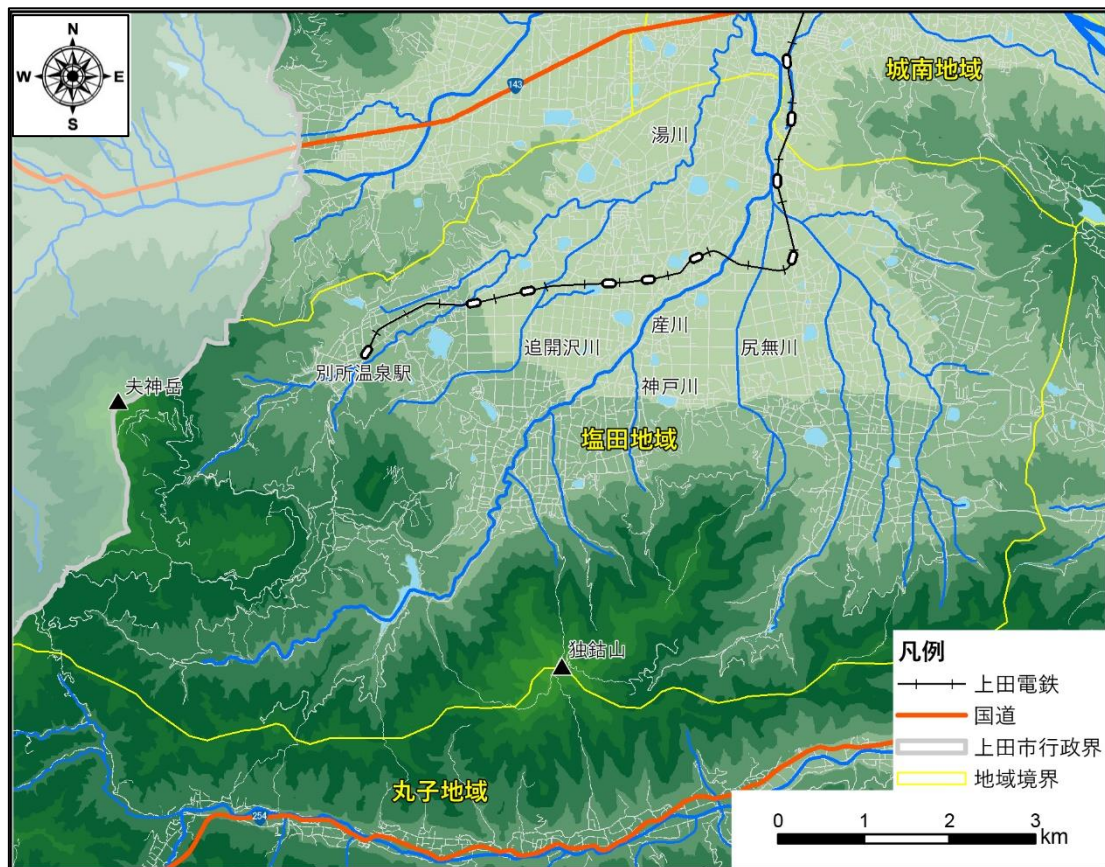 N
W
E
S
143
城南地域
湯川
産川
追開沢川
尻無川
別所温泉駅
神戸川
夫神岳
塩田地域
独鈷山
丸子地域
254
凡例
上田電鉄
国道
上田市行政界
地域境界
0 1 2 3
km